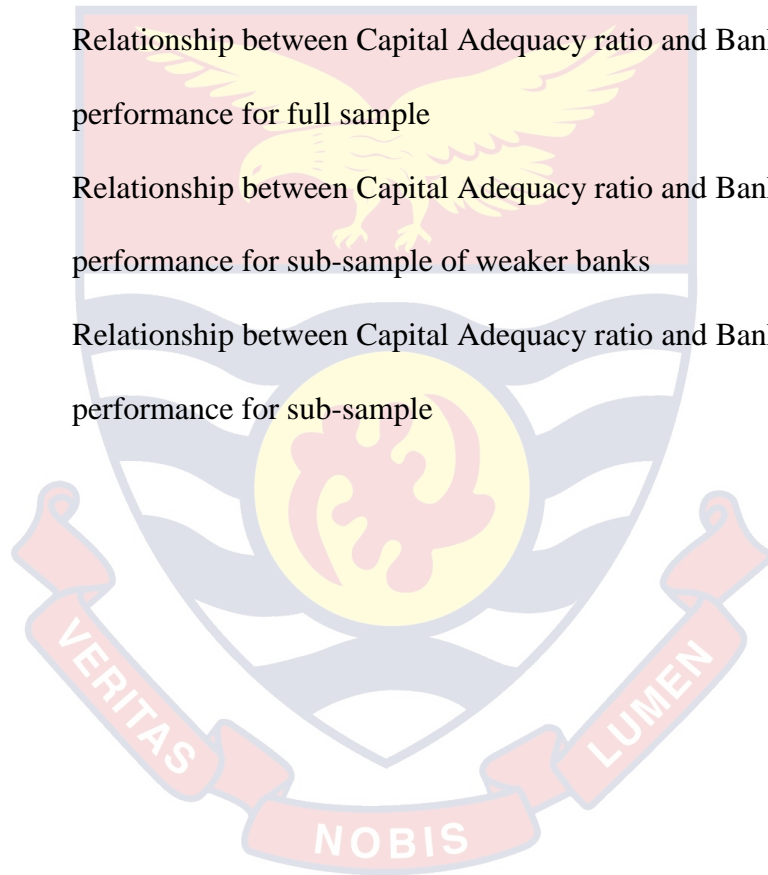 Relationship between Capital Adequacy ratio and Ban
performance for full sample
Relationship between Capital Adequacy ratio and Ban
performance for sub-sample of weaker banks
Relationship between Capital Adequacy ratio and Ban
performance for sub-sample
VERITAS
NOBIS
LUMEN